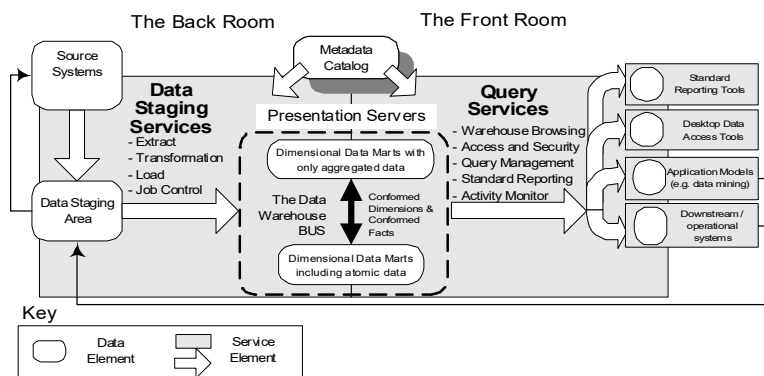 The Back Room
The Front Room
Metadata
Catalog
Source
Systems
Data
Staging
Services
- Extract
- Transformation
- Load
- Job Control
Data Staging
Area
Presentation Servers
Dimensional Data Marts with
only aggregated data
The Data
Warehouse
BUS
Conformed
Dimensions &
Conformed
Facts
Dimensional Data Marts
including atomic data
Query
Services
- Warehouse Browsing
- Access and Security
- Query Management
- Standard Reporting
- Activity Monitor
Standard
Reporting Tools
Desktop Data
Access Tools
Application Models
(e.g. data mining)
Downstream /
operational
systems
Key
Data
Element
Service
Element